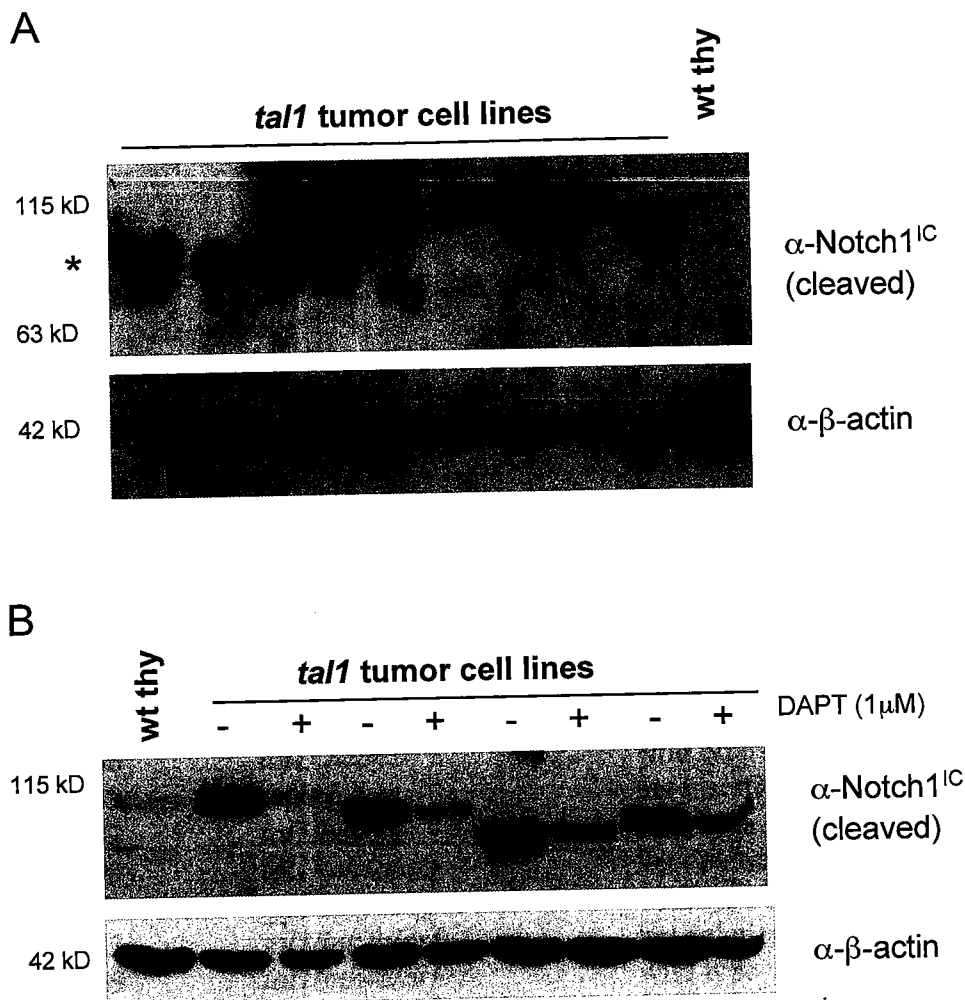 A
wt thy
tal1 tumor cell lines
115 kD
*
63 kD
α-Notch1IC
(cleaved)
42 kD
α-β-actin
B
wt thy
tal1 tumor cell lines
- + - + - + - +
DAPT (1μM)
115 kD
α-Notch1IC
(cleaved)
42 kD
α-β-actin